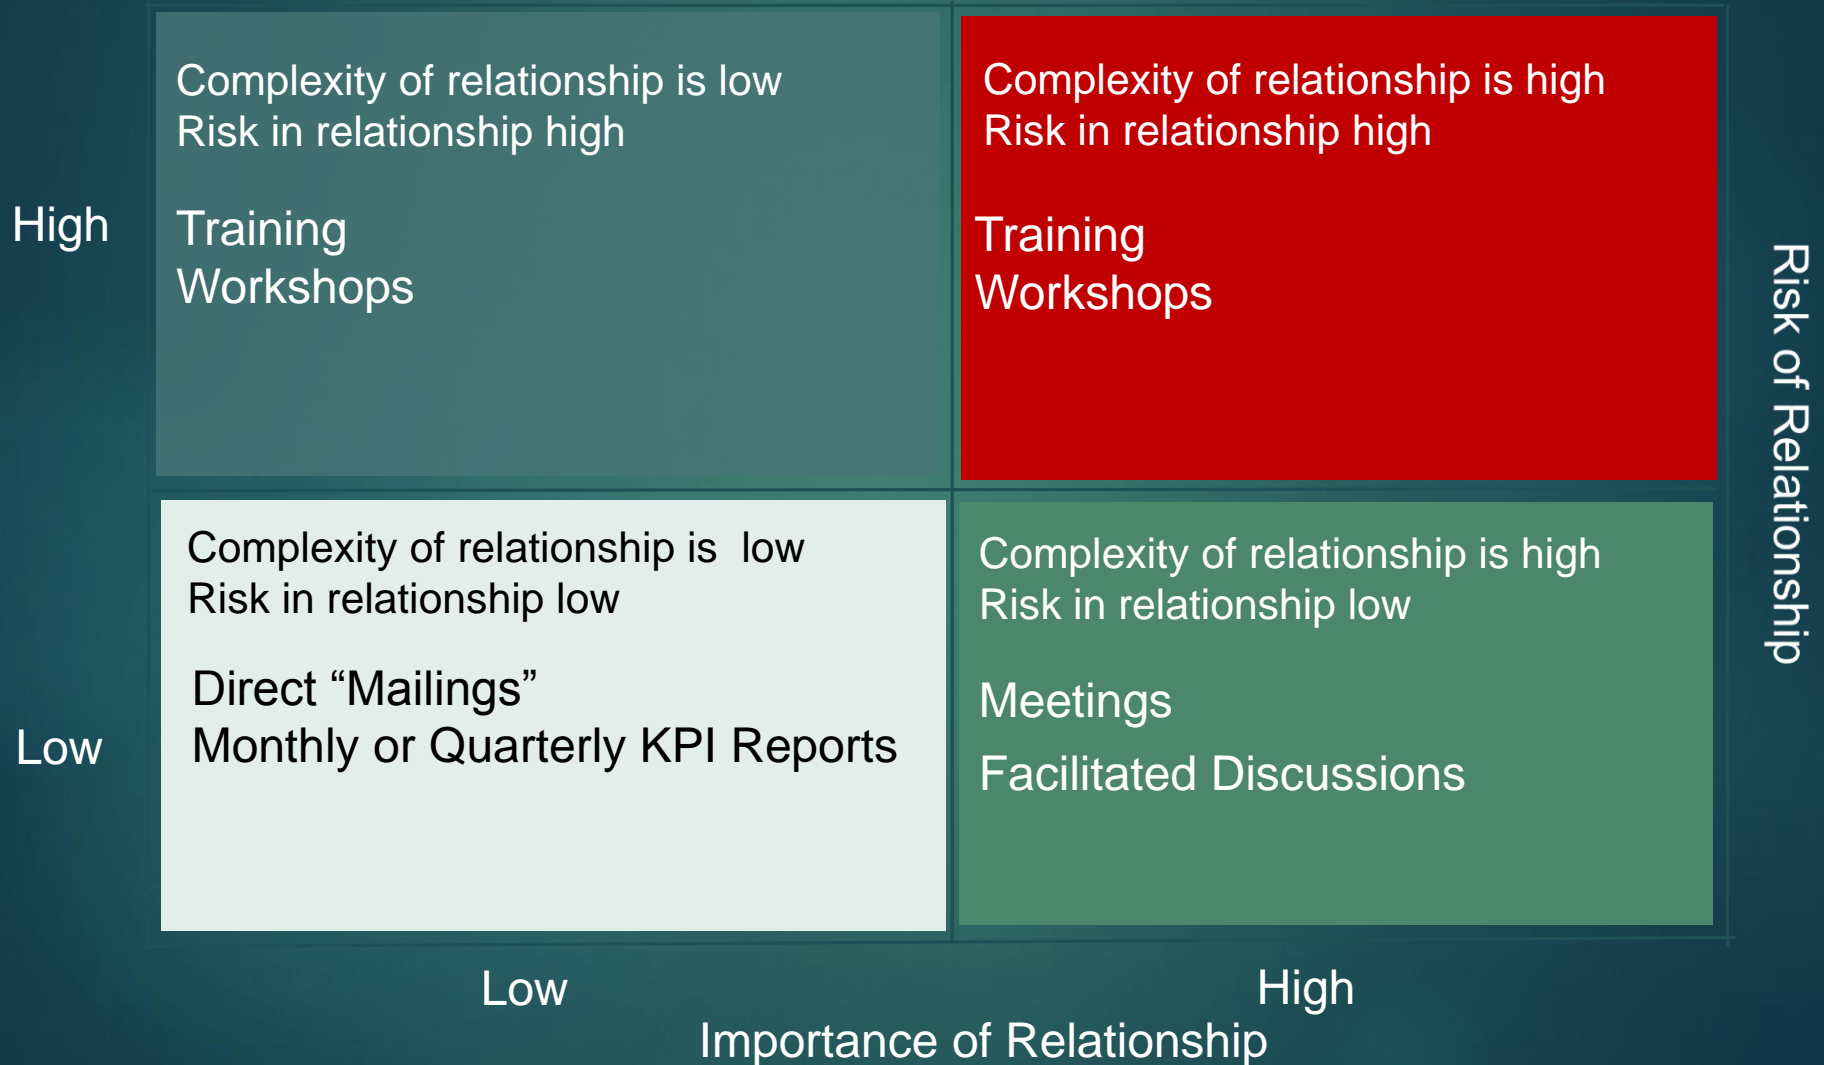 Complexity of relationship is low
Risk in relationship high
Training
Workshops
Complexity of relationship is high
Risk in relationship high
Training
Workshops
High
Risk of Relationship
Complexity of relationship is  low
Risk in relationship low
Direct “Mailings”
Monthly or Quarterly KPI Reports
Complexity of relationship is high
Risk in relationship low
Meetings
Facilitated Discussions
Low
Low
High
Importance of Relationship